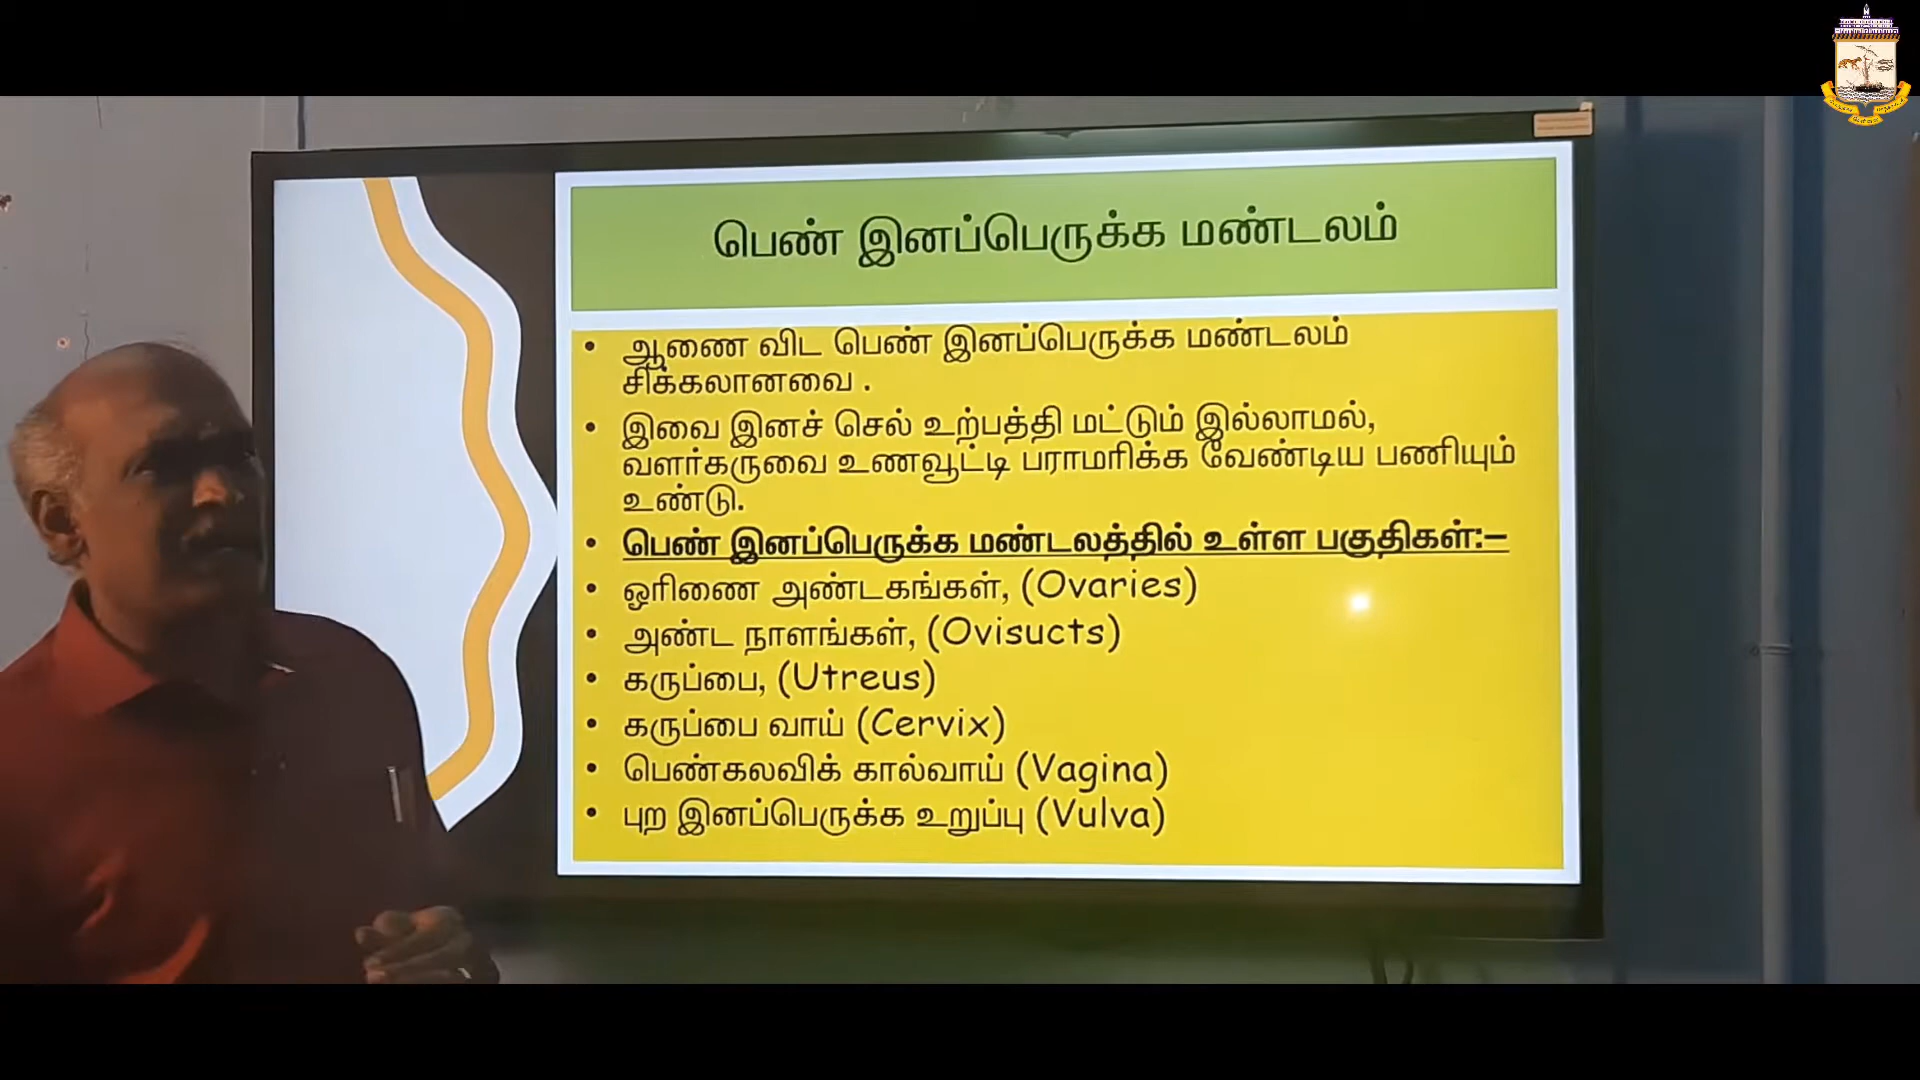 பெண் இனப்பெருக்க மண்டலம்
• ஆணை விட பெண் இனப்பெருக்க மண்டலம்
சிக்கலானவை .
• இவை இனச் செல் உற்பத்தி மட்டும் இல்லாமல்,
வளர்கருவை உணவூட்டி பராமரிக்க வேண்டிய பணியும்
உண்டு.
• பெண் இனப்பெருக்க மண்டலத்தில் உள்ள பகுதிகள்:–
• ஓரிணை அண்டகங்கள், (Ovaries)
• அண்ட நாளங்கள், (Ovisucts)
• கருப்பை, (Utreus)
• கருப்பை வாய் (Cervix)
• பெண்கலவிக் கால்வாய் (Vagina)
• புற இனப்பெருக்க உறுப்பு (Vulva)